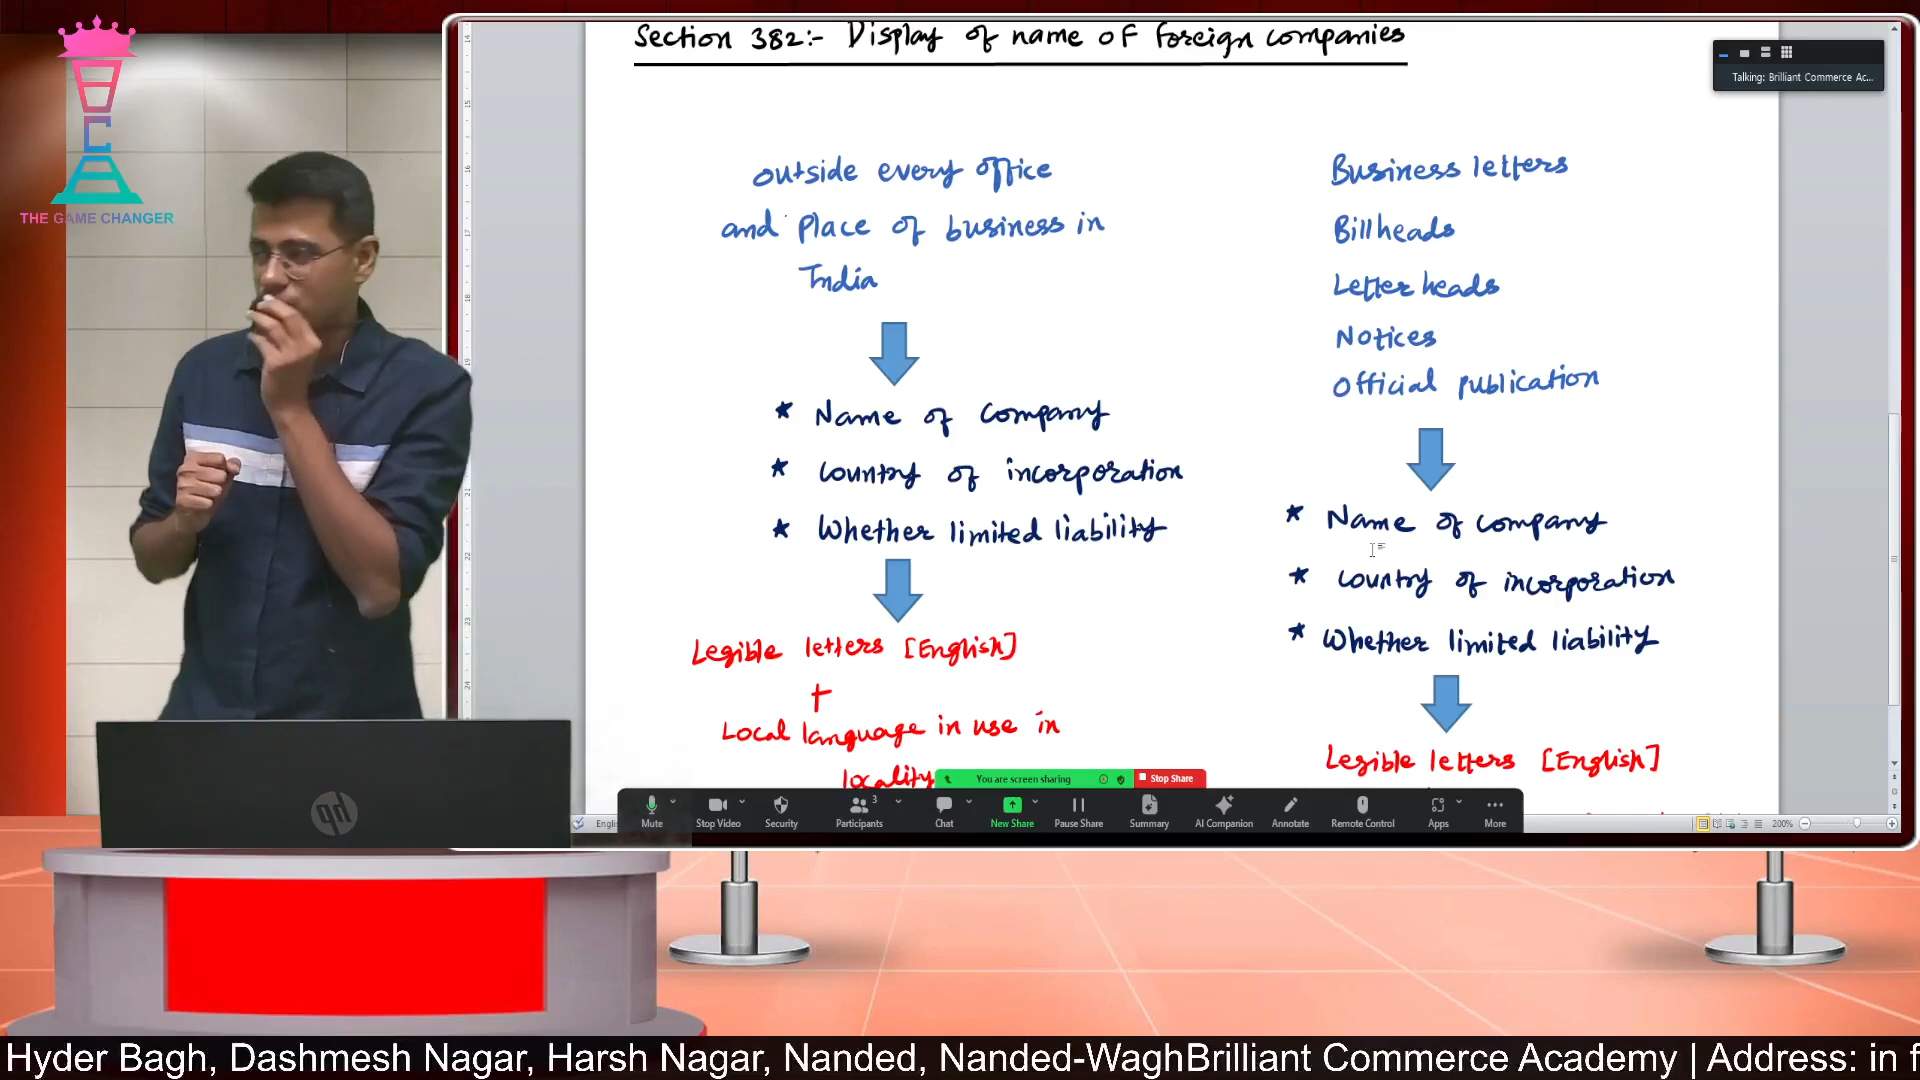 THE GAME CHANGER
Section 382:- Display of name of foreign companies
Talking: Brilliant Commerce Ac...
outside every office
and place of business in
India
* Name of company
* Country of incorporation
* Whether limited liability
Legible letters [English]
+
Local language in use in
locality
Business letters
Billheads
Letter heads
Notices
Official publication
* Name of company
* Country of incorporation
* Whether limited liability
Legible letters [English]
You are screen sharing
Stop Share
Mute
Stop Video
Security
Participants
3
Chat
New Share
Pause Share
Summary
AI Companion
Annotate
Remote Control
Apps
More
200%
hp
Hyder Bagh, Dashmesh Nagar, Harsh Nagar, Nanded, Nanded-WaghBrilliant Commerce Academy | Address: in f